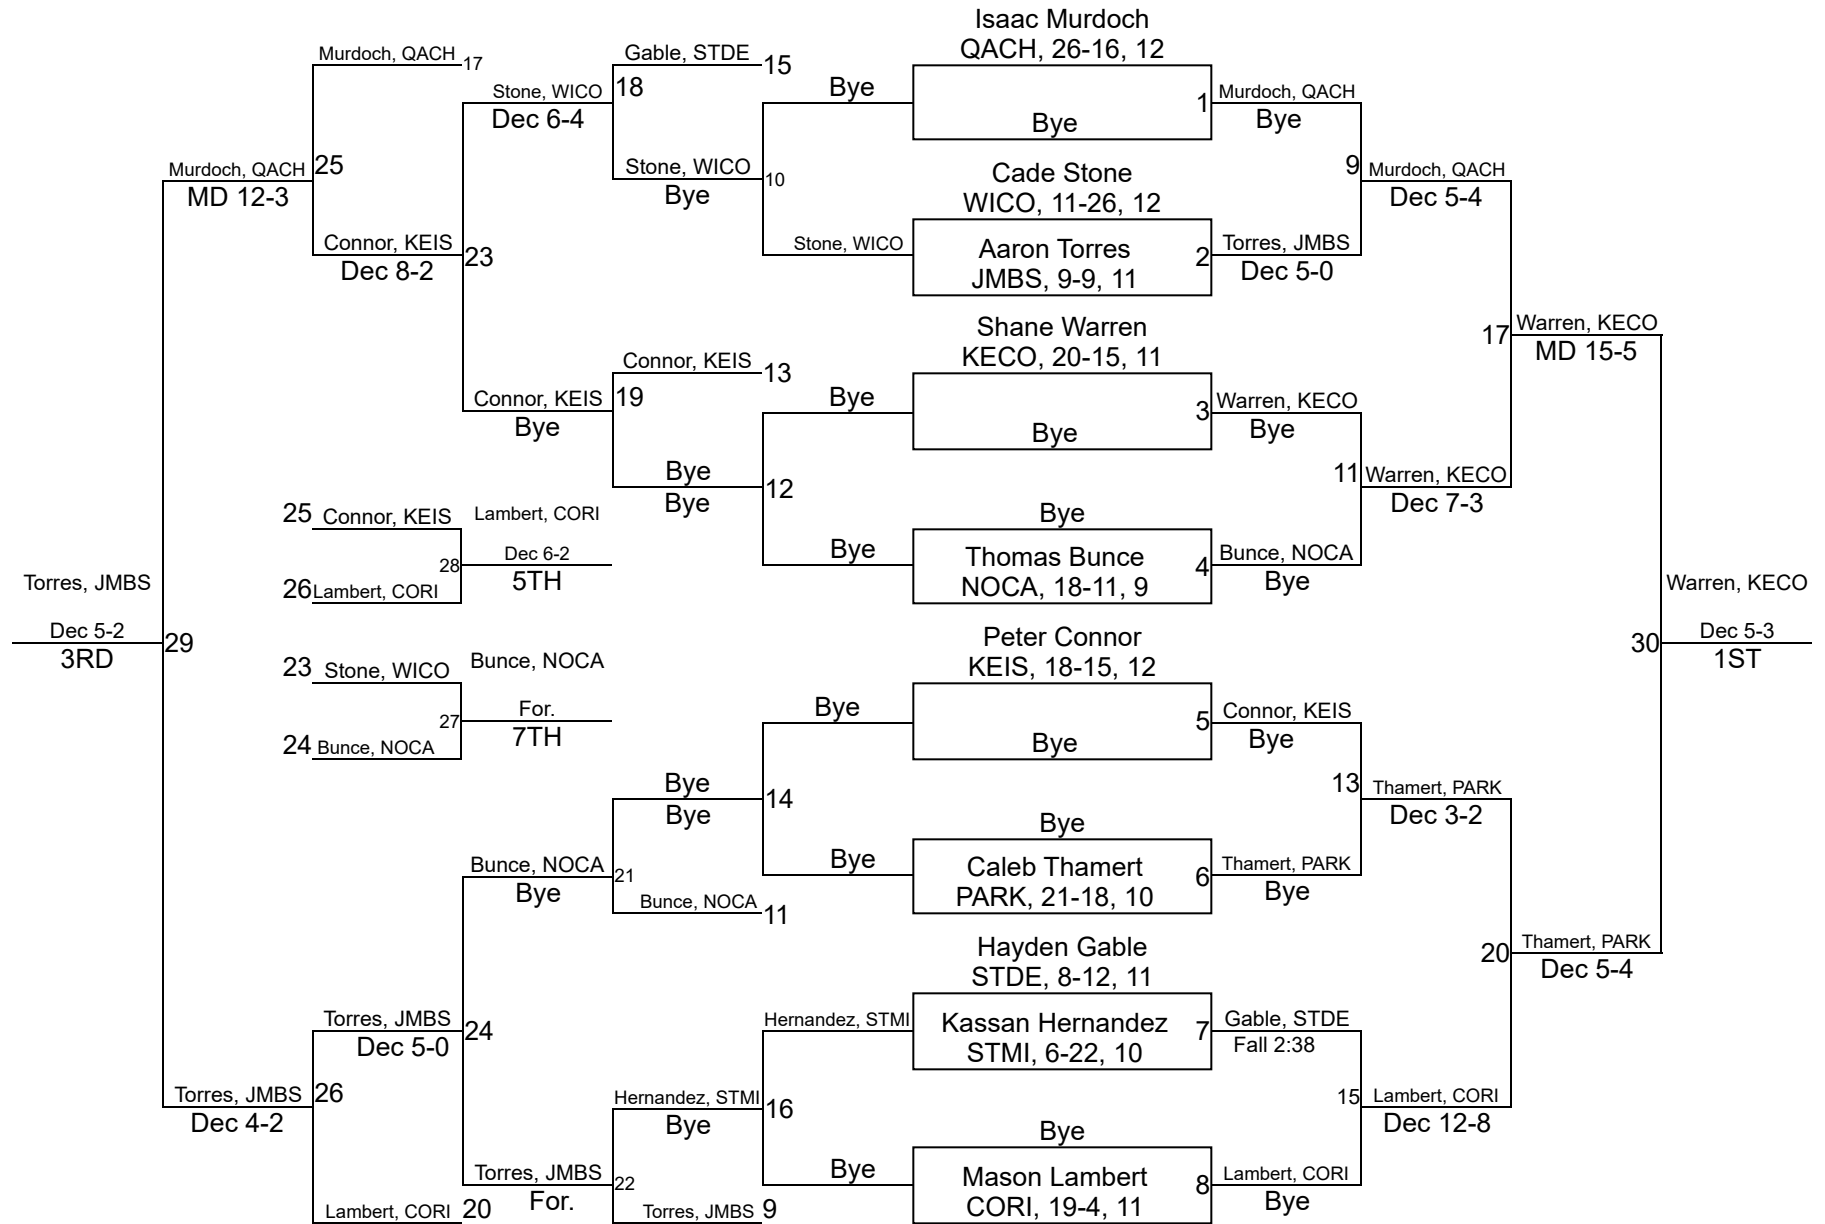 Isaac Murdoch
QACH, 26-16, 12
Murdoch, QACH
17
Gable, STDE
15
Bye
Stone, WICO
18
Dec 6-4
1
Murdoch, QACH
Bye
Bye
Murdoch, QACH
25
MD 12-3
Stone, WICO
10
Bye
Cade Stone
WICO, 11-26, 12
9
Murdoch, QACH
Dec 5-4
Connor, KEIS
23
Dec 8-2
Stone, WICO
Aaron Torres
JMBS, 9-9, 11
2
Torres, JMBS
Dec 5-0
Shane Warren
KECO, 20-15, 11
17
Warren, KECO
MD 15-5
Connor, KEIS
13
Connor, KEIS
19
Bye
Bye
Bye
3
Warren, KECO
Bye
Bye
12
Bye
11
Warren, KECO
Dec 7-3
25
Connor, KEIS
Lambert, CORI
28
Dec 6-2
5TH
26
Lambert, CORI
Bye
Bye
Thomas Bunce
NOCA, 18-11, 9
4
Bunce, NOCA
Bye
Torres, JMBS
Dec 5-2
3RD
29
Warren, KECO
30
Dec 5-3
1ST
23
Stone, WICO
Bunce, NOCA
27
For.
7TH
24
Bunce, NOCA
Peter Connor
KEIS, 18-15, 12
Bye
Bye
5
Connor, KEIS
Bye
Bye
14
Bye
13
Thamert, PARK
Dec 3-2
Bunce, NOCA
21
Bye
Bunce, NOCA
11
Bye
Bye
Caleb Thamert
PARK, 21-18, 10
6
Thamert, PARK
Bye
Hayden Gable
STDE, 8-12, 11
20
Thamert, PARK
Dec 5-4
Torres, JMBS
24
Dec 5-0
Hernandez, STMI
Kassan Hernandez
STMI, 6-22, 10
7
Gable, STDE
Fall 2:38
Torres, JMBS
26
Dec 4-2
Hernandez, STMI
16
Bye
15
Lambert, CORI
Dec 12-8
Torres, JMBS
22
For.
Bye
Bye
Mason Lambert
CORI, 19-4, 11
8
Lambert, CORI
Bye
Lambert, CORI
20
Torres, JMBS
9